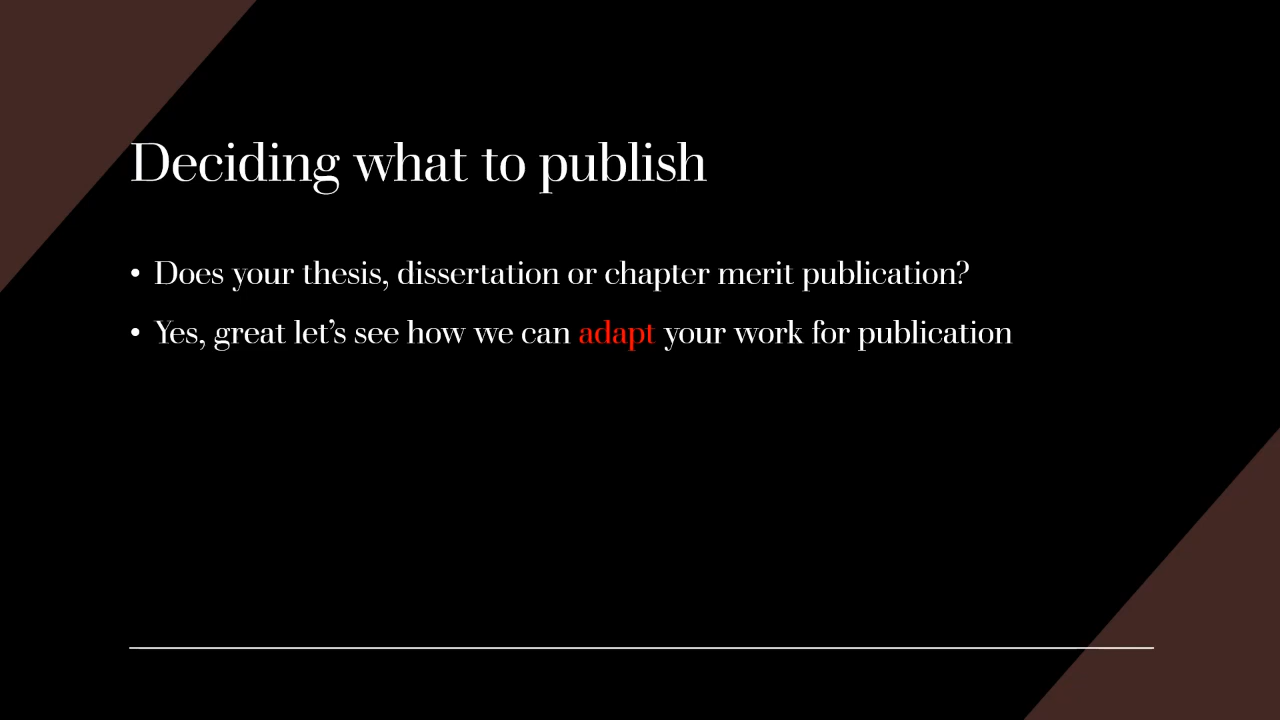 Deciding what to publish
• Does your thesis, dissertation or chapter merit publication?
• Yes, great let’s see how we can adapt your work for publication